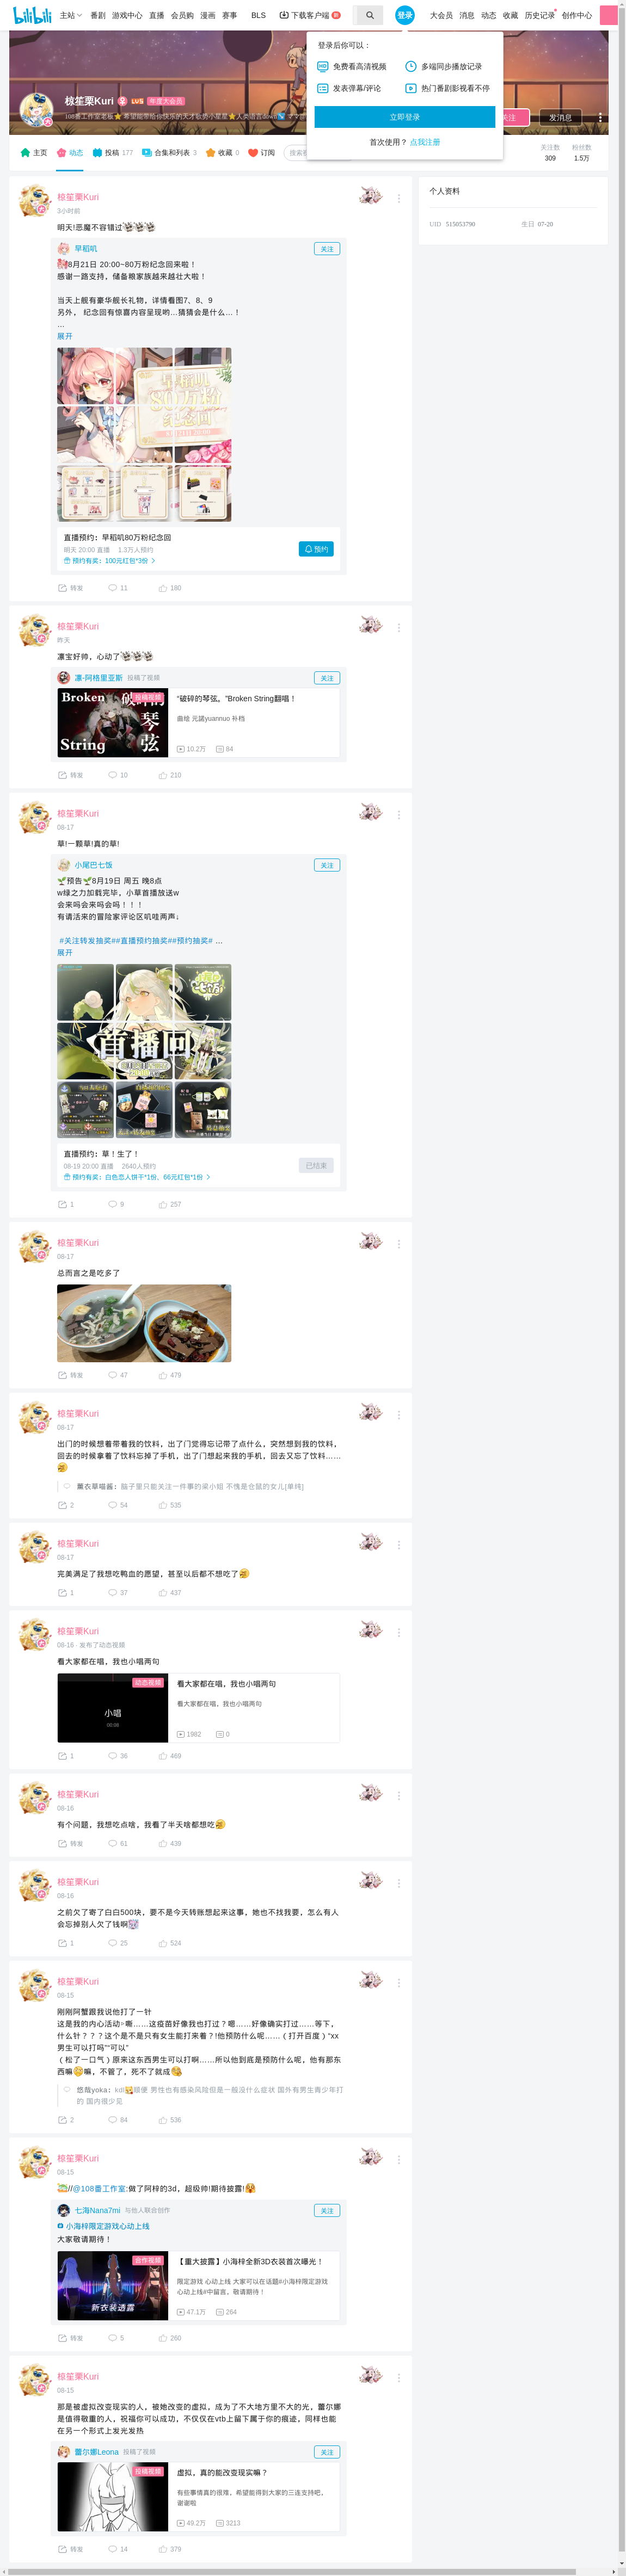 bilibili 主站 番剧 游戏中心 直播 会员购 漫画 赛事 BLS 下载客户端 登录 大会员 消息 动态 收藏 历史记录 创作中心
登录后你可以：
免费看高清视频 多端同步播放记录
发表弹幕/评论 热门番剧影视看不停
立即登录
首次使用？ 点我注册
椋笙栗Kuri LV5 年度大会员
关注 发消息
主页 动态 投稿 177 合集和列表 3 收藏 0 订阅
关注数 粉丝数
309 1.5万
个人资料
UID 515053790 生日 07-20
椋笙栗Kuri
3小时前
明天!恶魔不容错过
早稻叽 关注
8月21日 20:00~80万粉纪念回来啦！
感谢一路支持，储备粮家族越来越壮大啦！
当天上舰有豪华舰长礼物，详情看图7、8、9
另外， 纪念回有惊喜内容呈现哟…猜猜会是什么…！
...
展开
早稻叽
80万粉
纪念回
直播预约：早稻叽80万粉纪念回
明天 20:00 直播 1.3万人预约
预约有奖：100元红包*3份
预约
转发 11 180
椋笙栗Kuri
昨天
凛宝好帅，心动了
凛-阿格里亚斯 投稿了视频 关注
投稿视频
Broken 破碎的
琴弦
String
“破碎的琴弦。”Broken String翻唱！
曲绘 元諾yuannuo 补档
10.2万 84
转发 10 210
椋笙栗Kuri
08-17
草!一颗草!真的草!
小尾巴七饭 关注
预告 8月19日 周五 晚8点
w绿之力加载完毕，小草首播放送w
会来吗会来吗会吗！！！
有请活来的冒险家评论区叽哇两声↓
#关注转发抽奖##直播预约抽奖##预约抽奖# ...
展开
首播回
直播预约：草！生了！
08-19 20:00 直播 2640人预约
预约有奖：白色恋人饼干*1份、66元红包*1份
已结束
1 9 257
椋笙栗Kuri
08-17
总而言之是吃多了
转发 47 479
椋笙栗Kuri
08-17
出门的时候想着带着我的饮料，出了门觉得忘记带了点什么，突然想到我的饮料，
回去的时候拿着了饮料忘掉了手机，出了门想起来我的手机，回去又忘了饮料……
薰衣草喵酱：脑子里只能关注一件事的梁小姐 不愧是仓鼠的女儿[单纯]
2 54 535
椋笙栗Kuri
08-17
完美满足了我想吃鸭血的愿望，甚至以后都不想吃了
1 37 437
椋笙栗Kuri
08-16 · 发布了动态视频
看大家都在唱，我也小唱两句
动态视频
小唱
看大家都在唱，我也小唱两句
看大家都在唱，我也小唱两句
1982 0
1 36 469
椋笙栗Kuri
08-16
有个问题，我想吃点啥，我看了半天啥都想吃
转发 61 439
椋笙栗Kuri
08-16
之前欠了寄了白白500块，要不是今天转账想起来这事，她也不找我要，怎么有人
会忘掉别人欠了钱啊
1 25 524
椋笙栗Kuri
08-15
刚刚阿蟹跟我说他打了一针
这是我的内心活动=嘶……这疫苗好像我也打过？嗯……好像确实打过……等下，
什么针？？？这个是不是只有女生能打来着？!他预防什么呢……（打开百度）“xx
男生可以打吗”“可以”
（松了一口气）原来这东西男生可以打啊……所以他到底是预防什么呢，他有那东
西嘛 嘛，不管了，死不了就成
悠哉yoka：kdl 顺便 男性也有感染风险但是一般没什么症状 国外有男生青少年打
的 国内很少见
2 84 536
椋笙栗Kuri
08-15
//@108番工作室:做了阿梓的3d，超级帅!期待披露!
七海Nana7mi 与他人联合创作 关注
小海梓限定游戏心动上线
大家敬请期待！
合作视频
新衣装透露
【重大披露】小海梓全新3D衣装首次曝光！
限定游戏 心动上线 大家可以在话题#小海梓限定游戏
心动上线#中留言，敬请期待！
47.1万 264
转发 5 260
椋笙栗Kuri
08-15
那是被虚拟改变现实的人，被她改变的虚拟，成为了不大地方里不大的光，蕾尔娜
是值得敬重的人，祝福你可以成功，不仅仅在vtb上留下属于你的痕迹，同样也能
在另一个形式上发光发热
蕾尔娜Leona 投稿了视频 关注
投稿视频
虚拟，真的能改变现实嘛？
有些事情真的很难，希望能得到大家的三连支持吧，
谢谢啦
49.2万 3213
转发 14 379